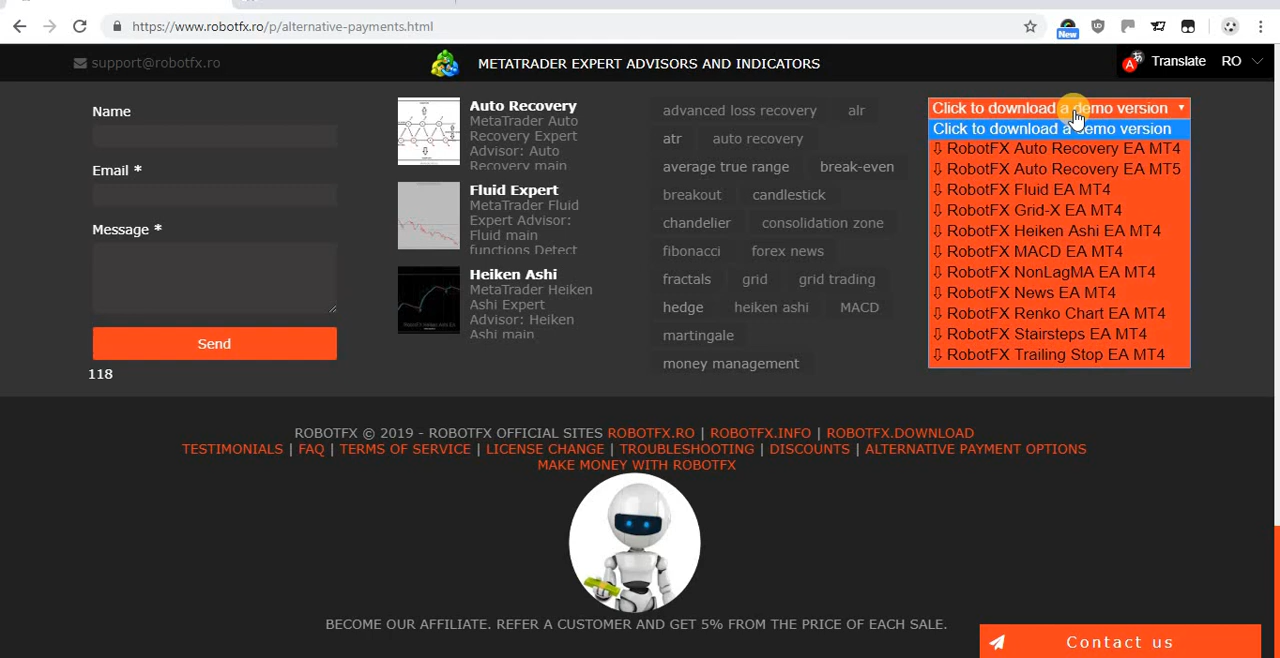 https://www.robotfx.ro/p/alternative-payments.html
New
support@robotfx.ro
METATRADER EXPERT ADVISORS AND INDICATORS
Translate
RO
Name
Email *
Message *
Send
118
Auto Recovery
MetaTrader Auto
Recovery Expert
Advisor: Auto
Recovery main
Fluid Expert
MetaTrader Fluid
Expert Advisor:
Fluid main
functions Detect
Heiken Ashi
MetaTrader Heiken
Ashi Expert
Advisor: Heiken
Ashi main
advanced loss recovery alr
atr auto recovery
average true range break-even
breakout candlestick
chandelier consolidation zone
fibonacci forex news
fractals grid grid trading
hedge heiken ashi MACD
martingale
money management
Click to download a demo version
Click to download a demo version
⇩ RobotFX Auto Recovery EA MT4
⇩ RobotFX Auto Recovery EA MT5
⇩ RobotFX Fluid EA MT4
⇩ RobotFX Grid-X EA MT4
⇩ RobotFX Heiken Ashi EA MT4
⇩ RobotFX MACD EA MT4
⇩ RobotFX NonLagMA EA MT4
⇩ RobotFX News EA MT4
⇩ RobotFX Renko Chart EA MT4
⇩ RobotFX Stairsteps EA MT4
⇩ RobotFX Trailing Stop EA MT4
ROBOTFX © 2019 - ROBOTFX OFFICIAL SITES ROBOTFX.RO | ROBOTFX.INFO | ROBOTFX.DOWNLOAD
TESTIMONIALS | FAQ | TERMS OF SERVICE | LICENSE CHANGE | TROUBLESHOOTING | DISCOUNTS | ALTERNATIVE PAYMENT OPTIONS
MAKE MONEY WITH ROBOTFX
BECOME OUR AFFILIATE. REFER A CUSTOMER AND GET 5% FROM THE PRICE OF EACH SALE.
Contact us